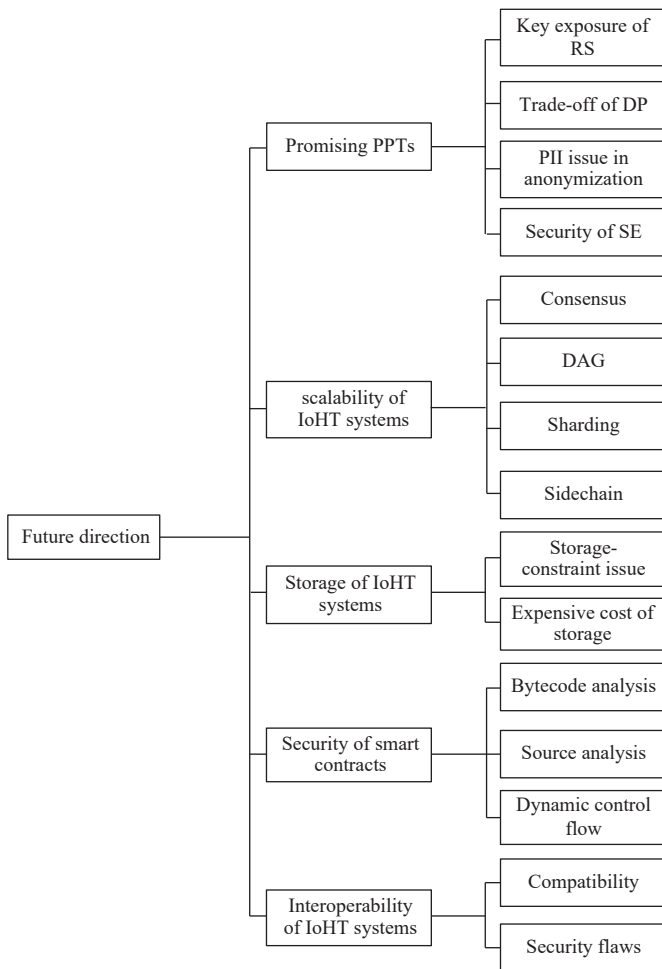 Future direction
Promising PPTs
Key exposure of
RS
Trade-off of DP
PII issue in
anonymization
Security of SE
scalability of
IoHT systems
Consensus
DAG
Sharding
Sidechain
Storage of IoHT
systems
Storage-
constraint issue
Expensive cost of
storage
Security of smart
contracts
Bytecode analysis
Source analysis
Dynamic control
flow
Interoperability
of IoHT systems
Compatibility
Security flaws